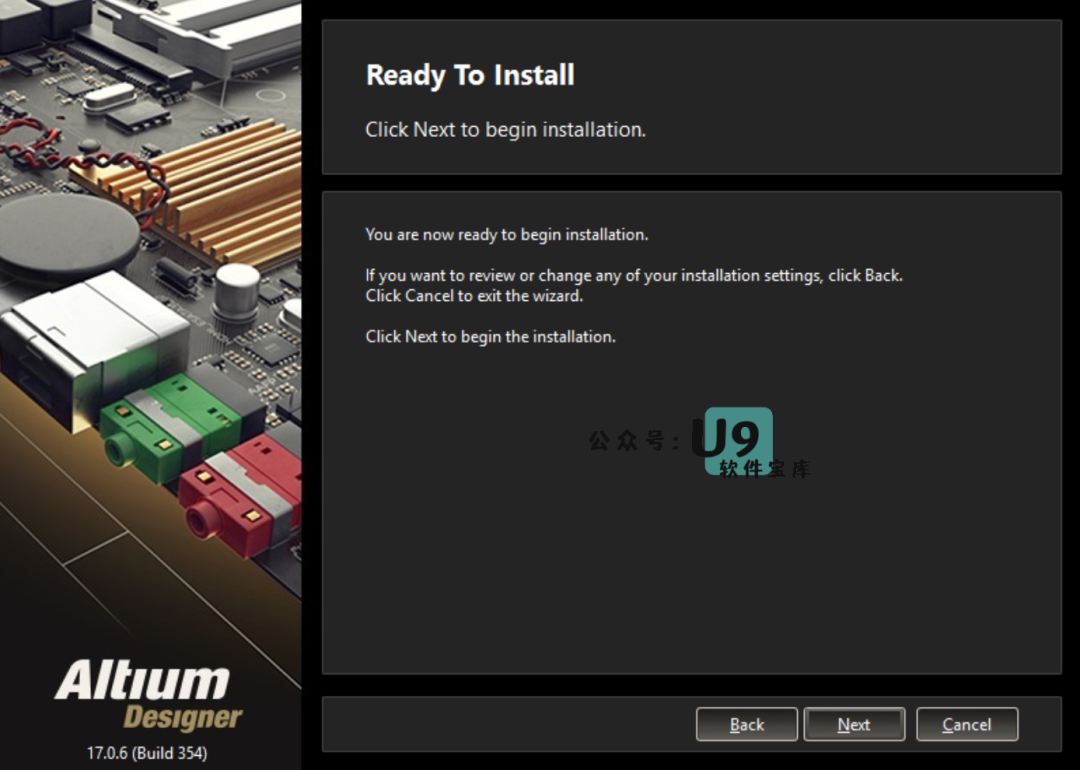 Ready To Install
Click Next to begin installation.
You are now ready to begin installation.
If you want to review or change any of your installation settings, click Back.
Click Cancel to exit the wizard.
Click Next to begin the installation.
公众号：U9
软件宝库
Altium
Designer
17.0.6 (Build 354)
Back
Next
Cancel